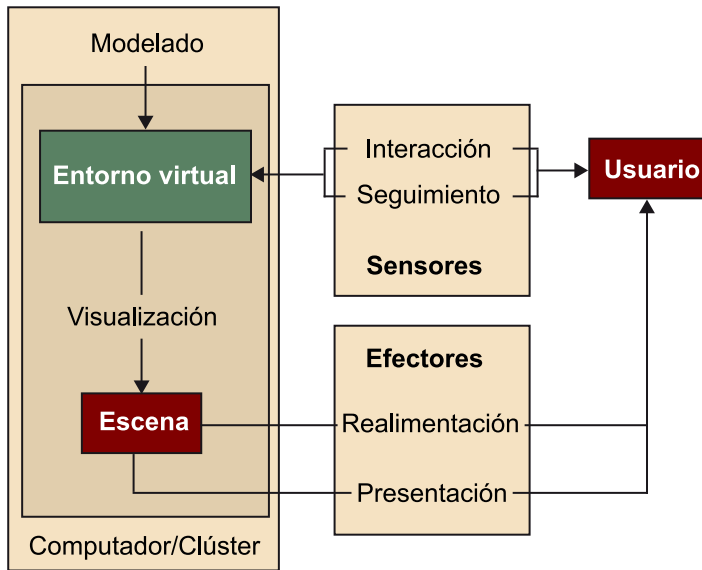 Modelado
Entorno virtual
Visualización
Escena
Computador/Clúster
Interacción
Seguimiento
Sensores
Efectores
Realimentación
Presentación
Usuario